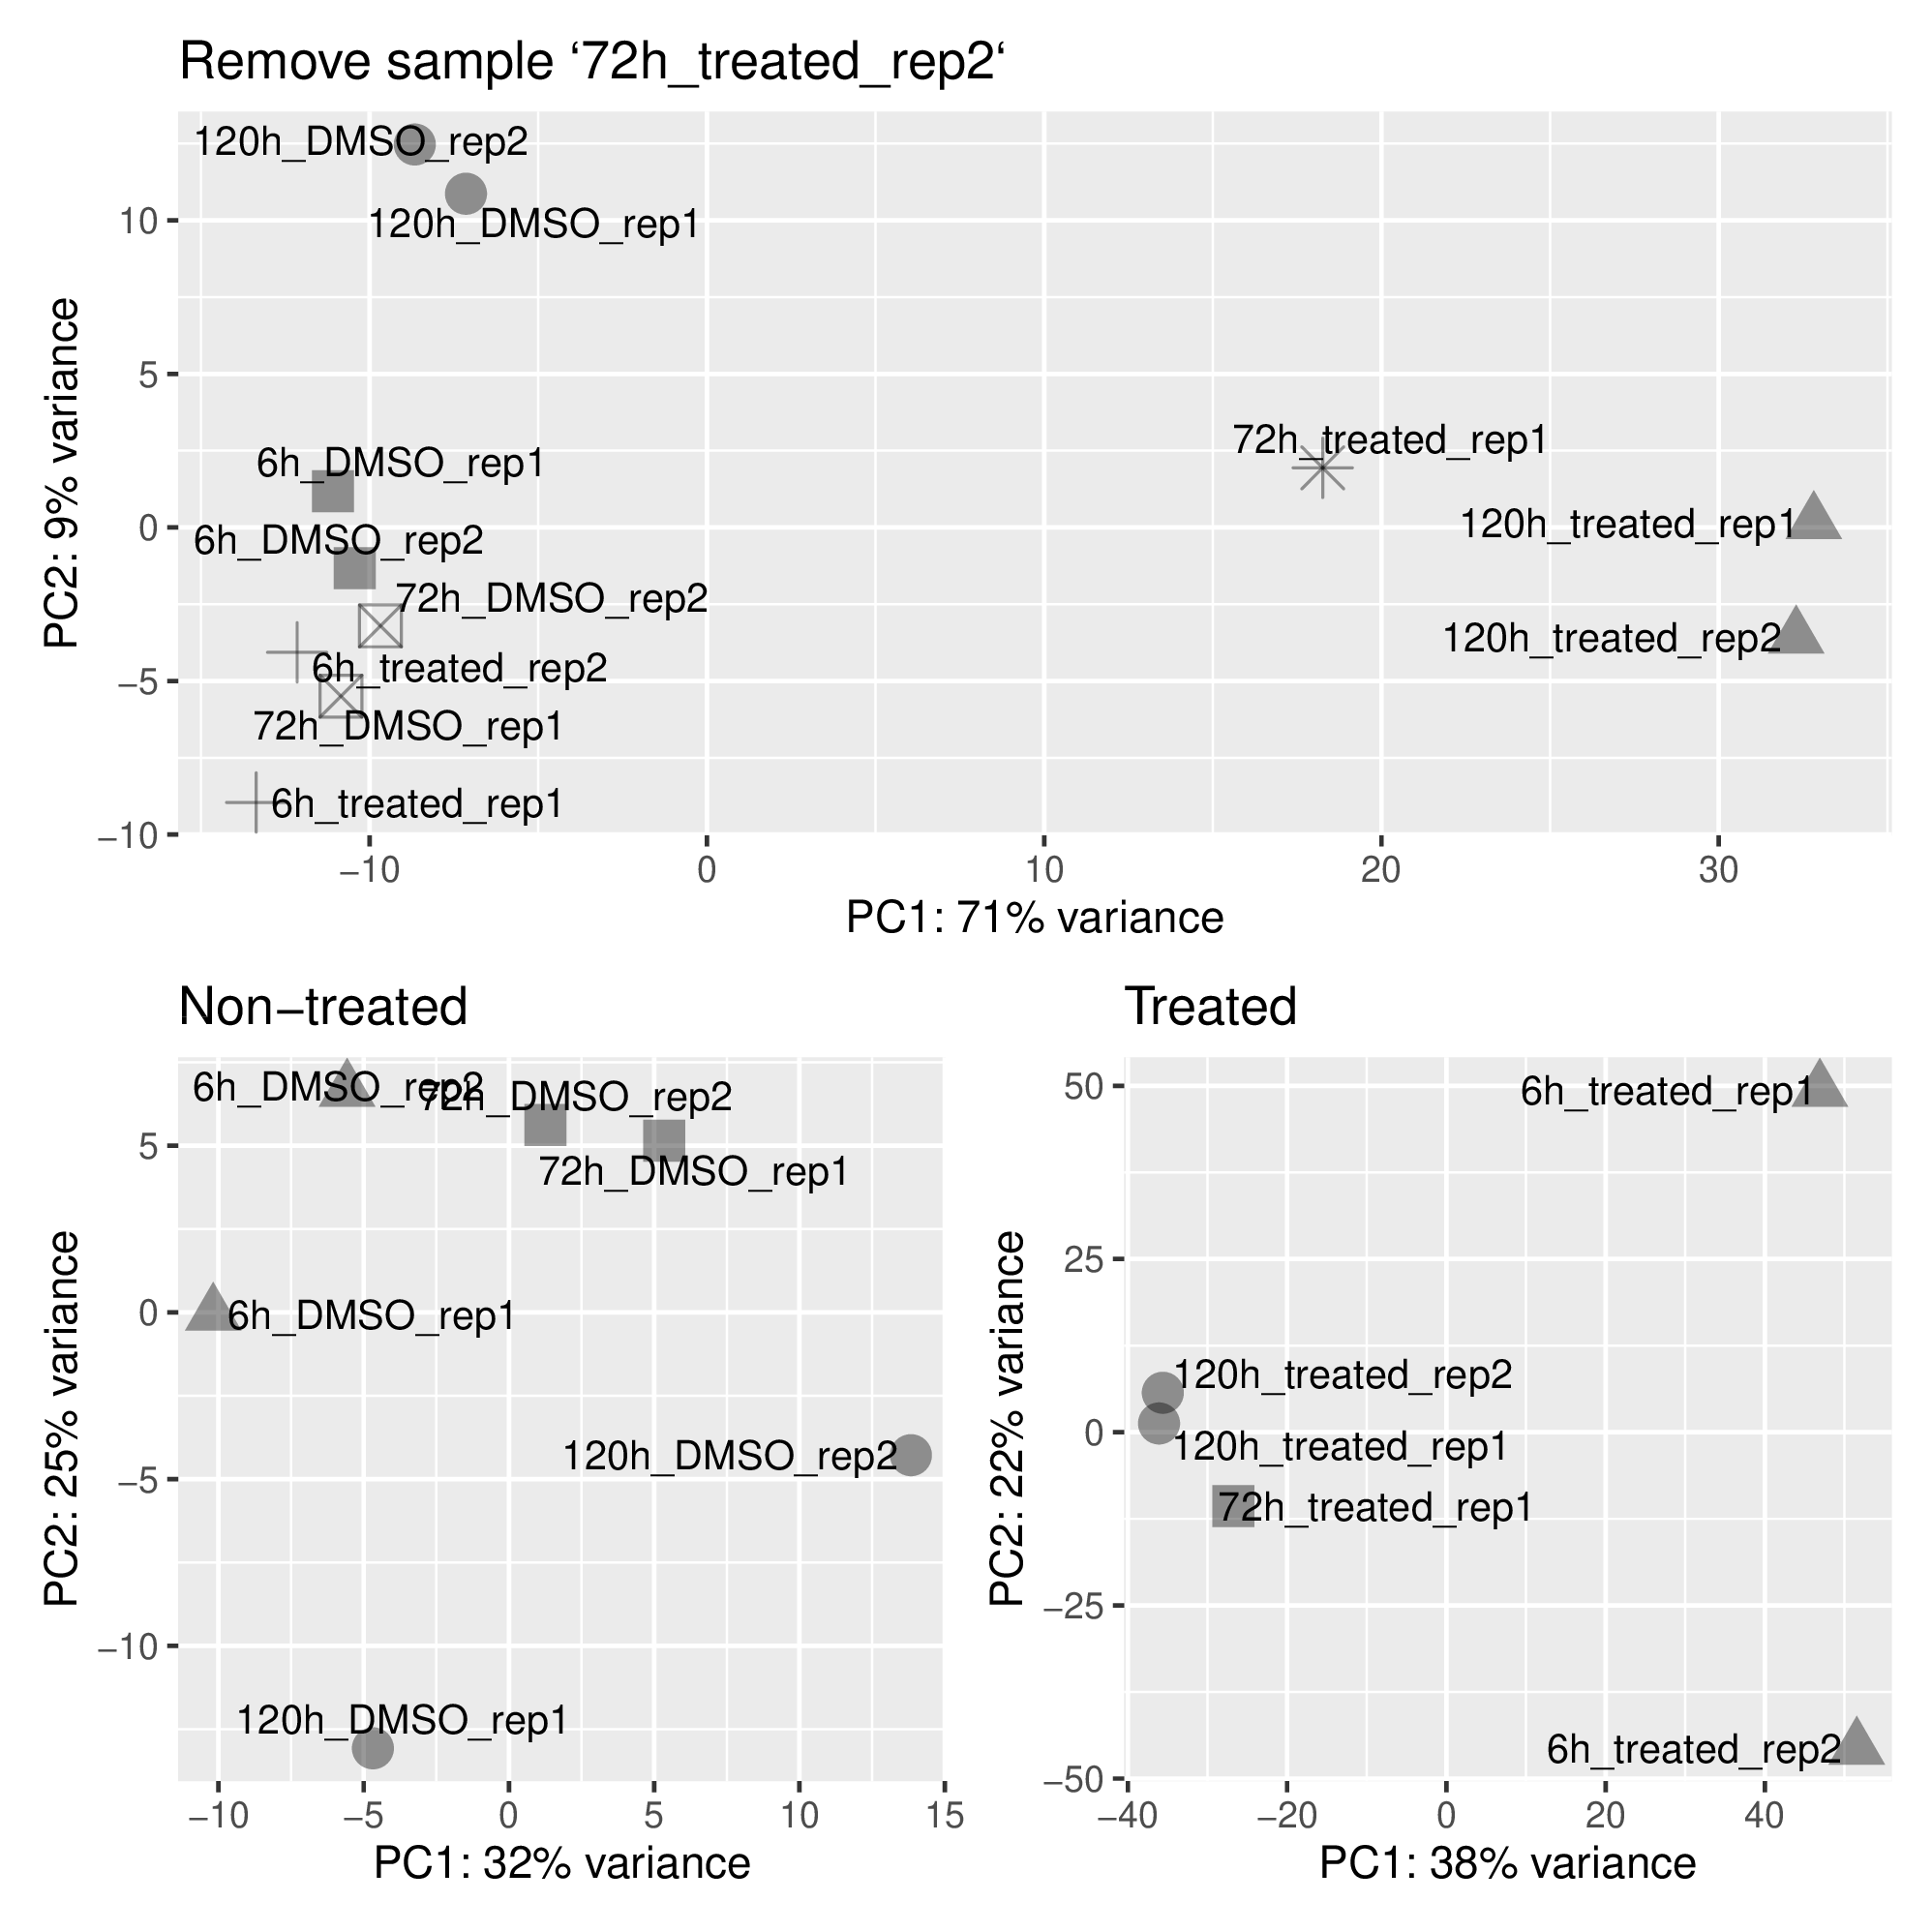 Remove sample ‘72h_treated_rep2‘
120h_DMSO_rep2
120h_DMSO_rep1
10
5
72h_treated_rep1
6h_DMSO_rep1
0
120h_treated_rep1
6h_DMSO_rep2
72h_DMSO_rep2
120h_treated_rep2
6h_treated_rep2
−5
72h_DMSO_rep1
6h_treated_rep1
−10
PC2: 9% variance
−10 0 10 20 30
PC1: 71% variance
Non−treated
6h_DMSO_rep2
72h_DMSO_rep2
5
72h_DMSO_rep1
0
6h_DMSO_rep1
120h_DMSO_rep2
−5
−10
120h_DMSO_rep1
PC2: 25% variance
−10 −5 0 5 10 15
PC1: 32% variance
Treated
50
6h_treated_rep1
25
120h_treated_rep2
0
120h_treated_rep1
72h_treated_rep1
−25
6h_treated_rep2
−50
PC2: 22% variance
−40 −20 0 20 40
PC1: 38% variance